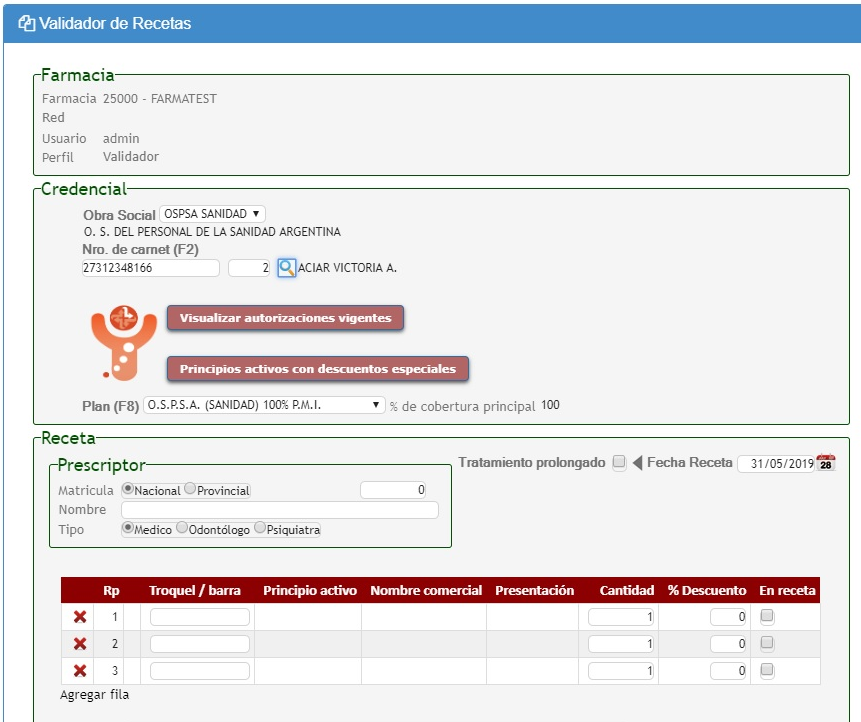 Validador de Recetas
Farmacia
Farmacia 25000 - FARMATEST
Red
Usuario admin
Perfil Validador
Credencial
Obra Social OSPSA SANIDAD ▼
O. S. DEL PERSONAL DE LA SANIDAD ARGENTINA
Nro. de carnet (F2)
27312348166 2 ACIAR VICTORIA A.
Visualizar autorizaciones vigentes
Principios activos con descuentos especiales
Plan (F8) O.S.P.S.A. (SANIDAD) 100% P.M.I. ▼ % de cobertura principal 100
Receta
Prescriptor
Tratamiento prolongado Fecha Receta 31/05/2019 28
Matricula Nacional Provincial 0
Nombre
Tipo Medico Odontólogo Psiquiatra
Rp Troquel / barra Principio activo Nombre comercial Presentación Cantidad % Descuento En receta
1 1 0
2 1 0
3 1 0
Agregar fila